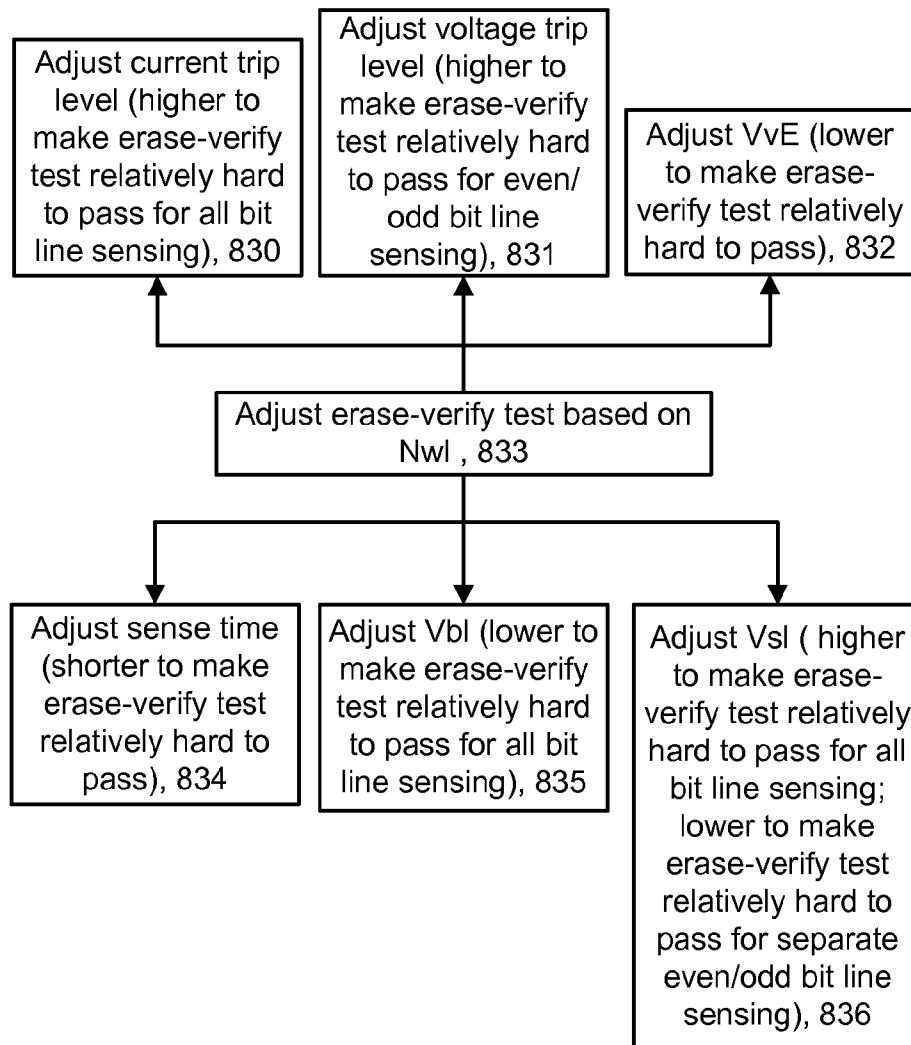 Adjust current trip
level (higher to
make erase-verify
test relatively hard
to pass for all bit
line sensing), 830
Adjust voltage trip
level (higher to
make erase-verify
test relatively hard
to pass for even/
odd bit line
sensing), 831
Adjust VvE (lower
to make erase-
verify test relatively
hard to pass), 832
Adjust erase-verify test based on
Nwl , 833
Adjust sense time
(shorter to make
erase-verify test
relatively hard to
pass), 834
Adjust Vbl (lower to
make erase-verify
test relatively hard
to pass for all bit
line sensing), 835
Adjust Vsl ( higher
to make erase-
verify test relatively
hard to pass for all
bit line sensing;
lower to make
erase-verify test
relatively hard to
pass for separate
even/odd bit line
sensing), 836